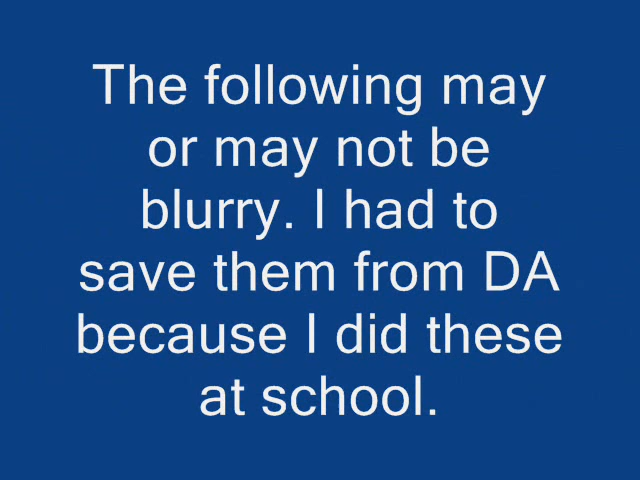 The following may
or may not be
blurry. I had to
save them from DA
because I did these
at school.